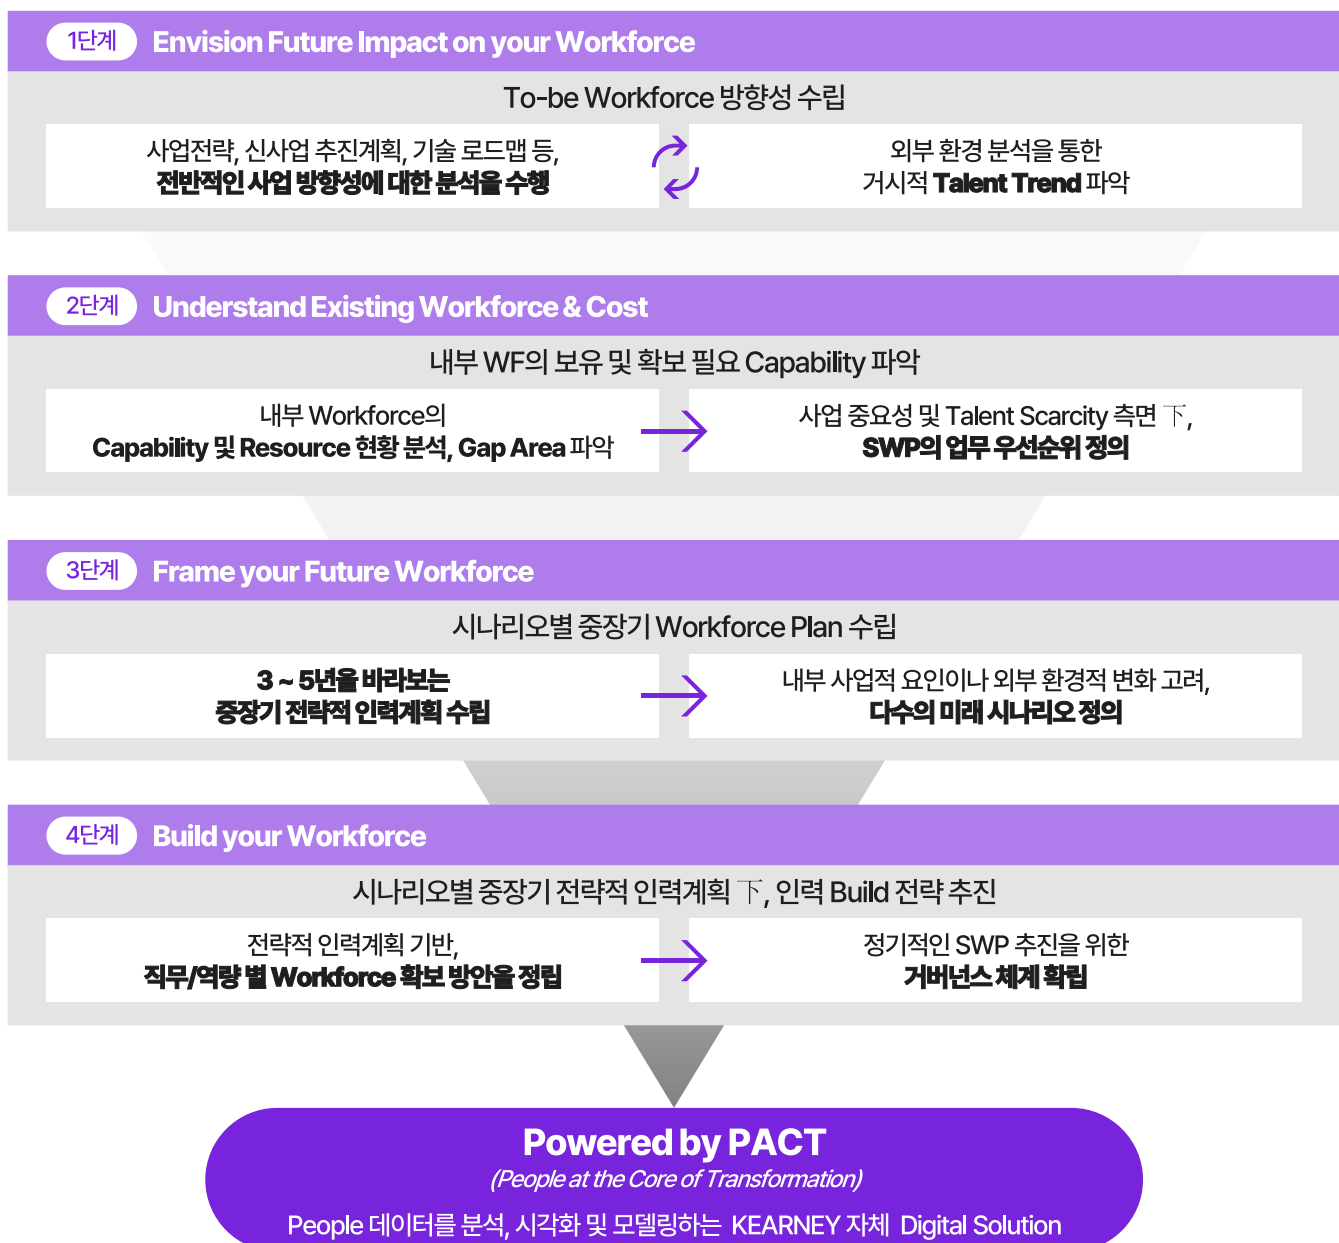 1단계
Envision Future Impact on your Workforce
To-be Workforce 방향성 수립
사업전략, 신사업 추진계획, 기술 로드맵 등,
전반적인 사업 방향성에 대한 분석을 수행
외부 환경 분석을 통한
거시적 Talent Trend 파악
2단계
Understand Existing Workforce & Cost
내부 WF의 보유 및 확보 필요 Capability 파악
내부 Workforce의
Capability 및 Resource 현황 분석, Gap Area 파악
사업 중요성 및 Talent Scarcity 측면 下,
SWP의 업무 우선순위 정의
3단계
Frame your Future Workforce
시나리오별 중장기 Workforce Plan 수립
3 ~ 5년을 바라보는
중장기 전략적 인력계획 수립
내부 사업적 요인이나 외부 환경적 변화 고려,
다수의 미래 시나리오 정의
4단계
Build your Workforce
시나리오별 중장기 전략적 인력계획 下, 인력 Build 전략 추진
전략적 인력계획 기반,
직무/역량 별 Workforce 확보 방안을 정립
정기적인 SWP 추진을 위한
거버넌스 체계 확립
Powered by PACT
(People at the Core of Transformation)
People 데이터를 분석, 시각화 및 모델링하는 KEARNEY 자체 Digital Solution